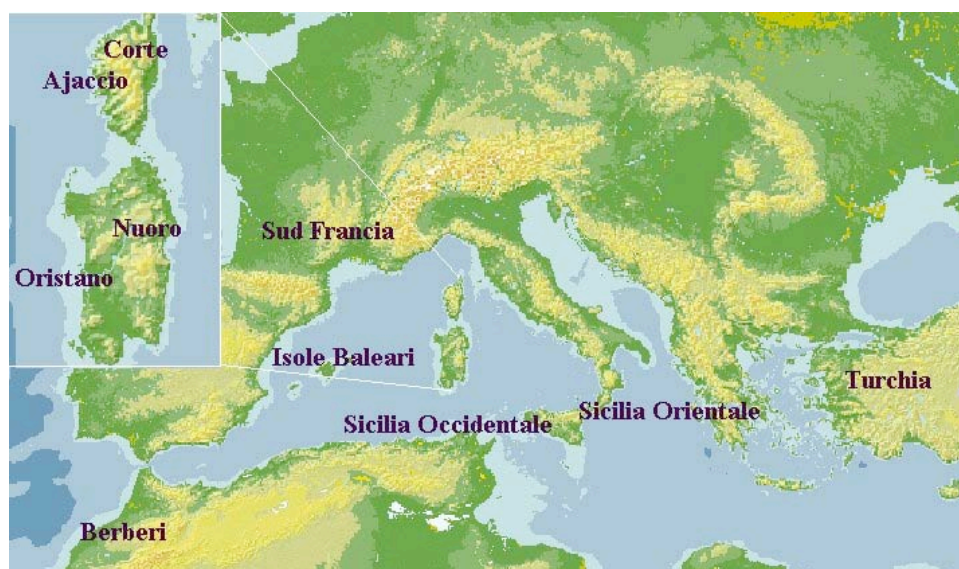 Corte
Ajaccio
Nuoro
Oristano
Sud Francia
Isole Baleari
Turchia
Sicilia Occidentale
Sicilia Orientale
Berberi